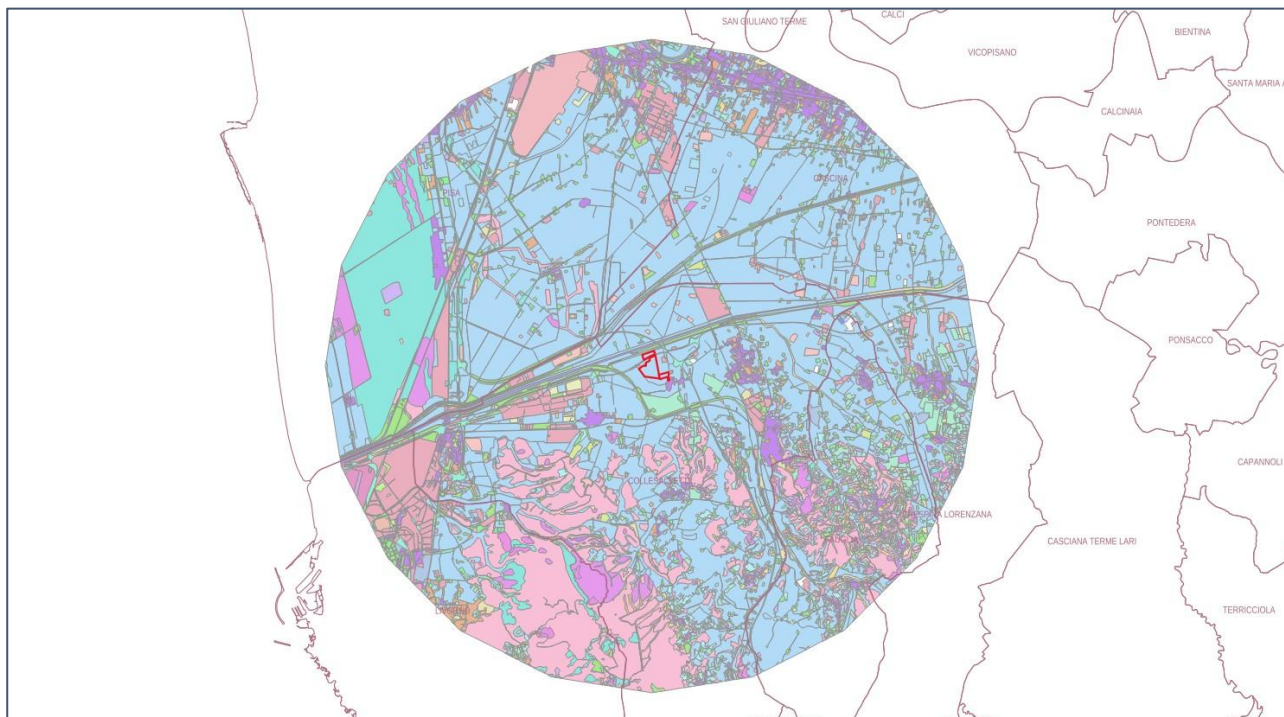 SAN GIULIANO TERME
CALCI
BIENTINA
VICOPISANO
SANTA MARIA A
CALCINAIA
CASCINA
PISA
PONTEDERA
PONSACCO
CAPANNOLI
COLLESALVETTI
LORENZANA
CASCIANA TERME LARI
LIVORNO
TERRICCIOLA